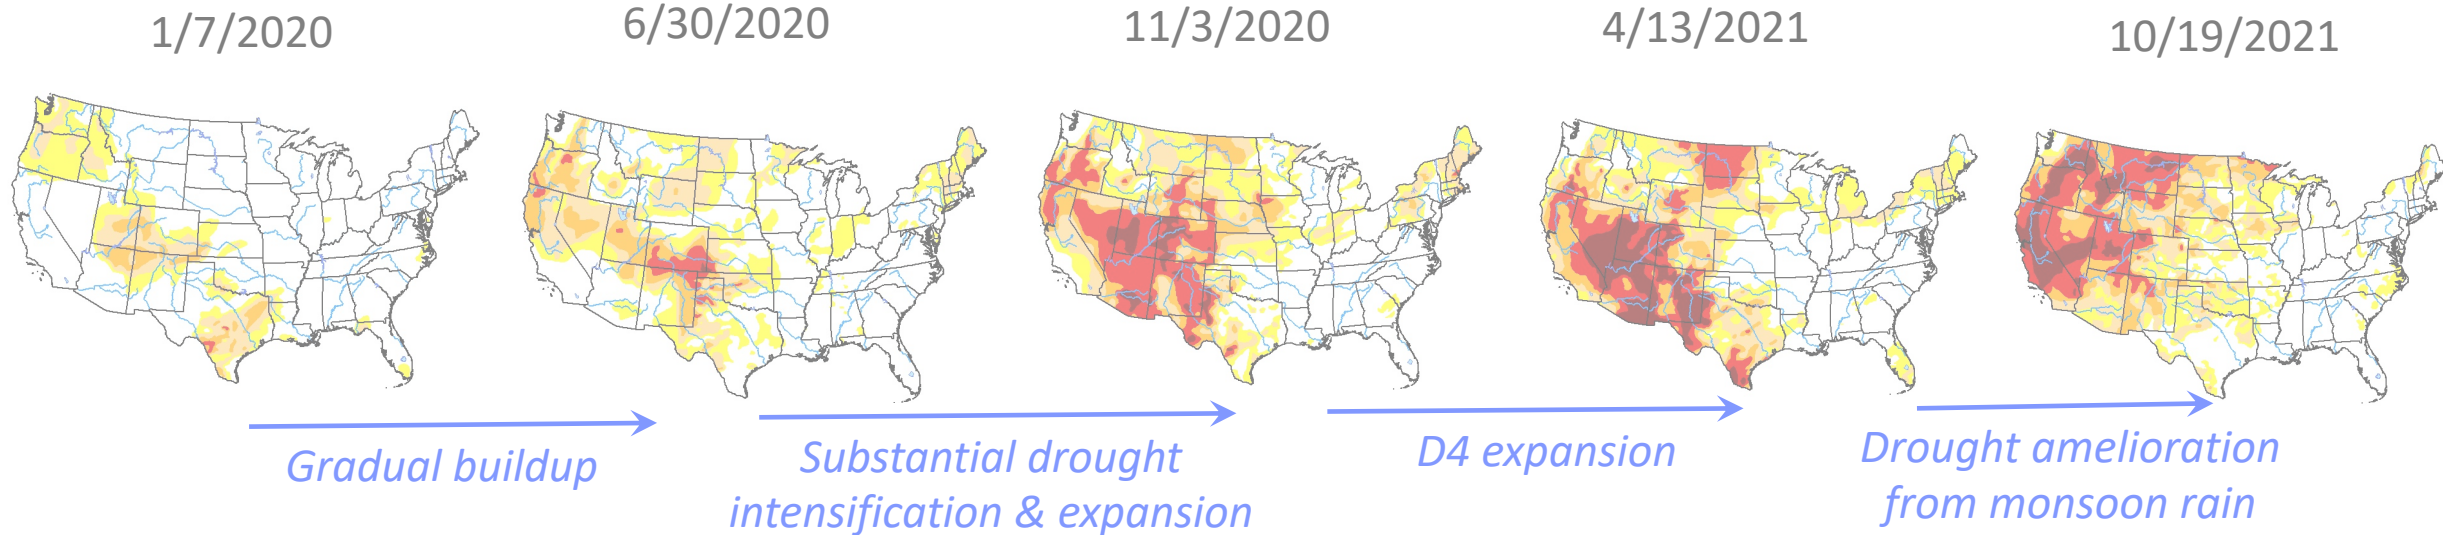 1/7/2020
6/30/2020
11/3/2020
4/13/2021
10/19/2021
Gradual buildup
Substantial drought
intensification & expansion
D4 expansion
Drought amelioration
from monsoon rain